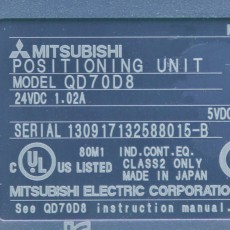 MITSUBISHI
POSITIONING UNIT
MODEL QD70D8
24VDC 1.02A
5VDC
SERIAL 130917132588015-B
80M1 IND.CONT.EQ.
C UL US LISTED CLASS2 ONLY
MADE IN JAPAN
MITSUBISHI ELECTRIC CORPORATION
See QD70D8 instruction manual.